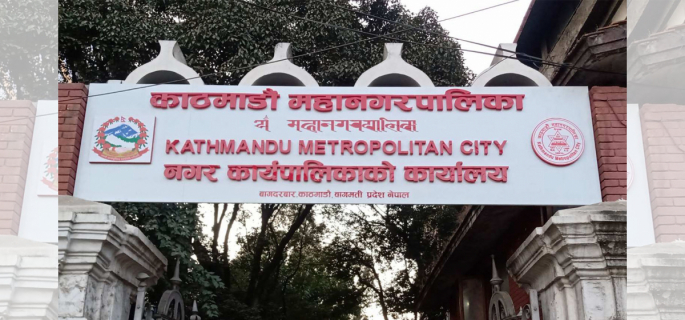 काठमाडौं महानगरपालिका
KATHMANDU METROPOLITAN CITY
नगर कार्यपालिकाको कार्यालय
बागदरबार, काठमाडौं, बागमती प्रदेश नेपाल